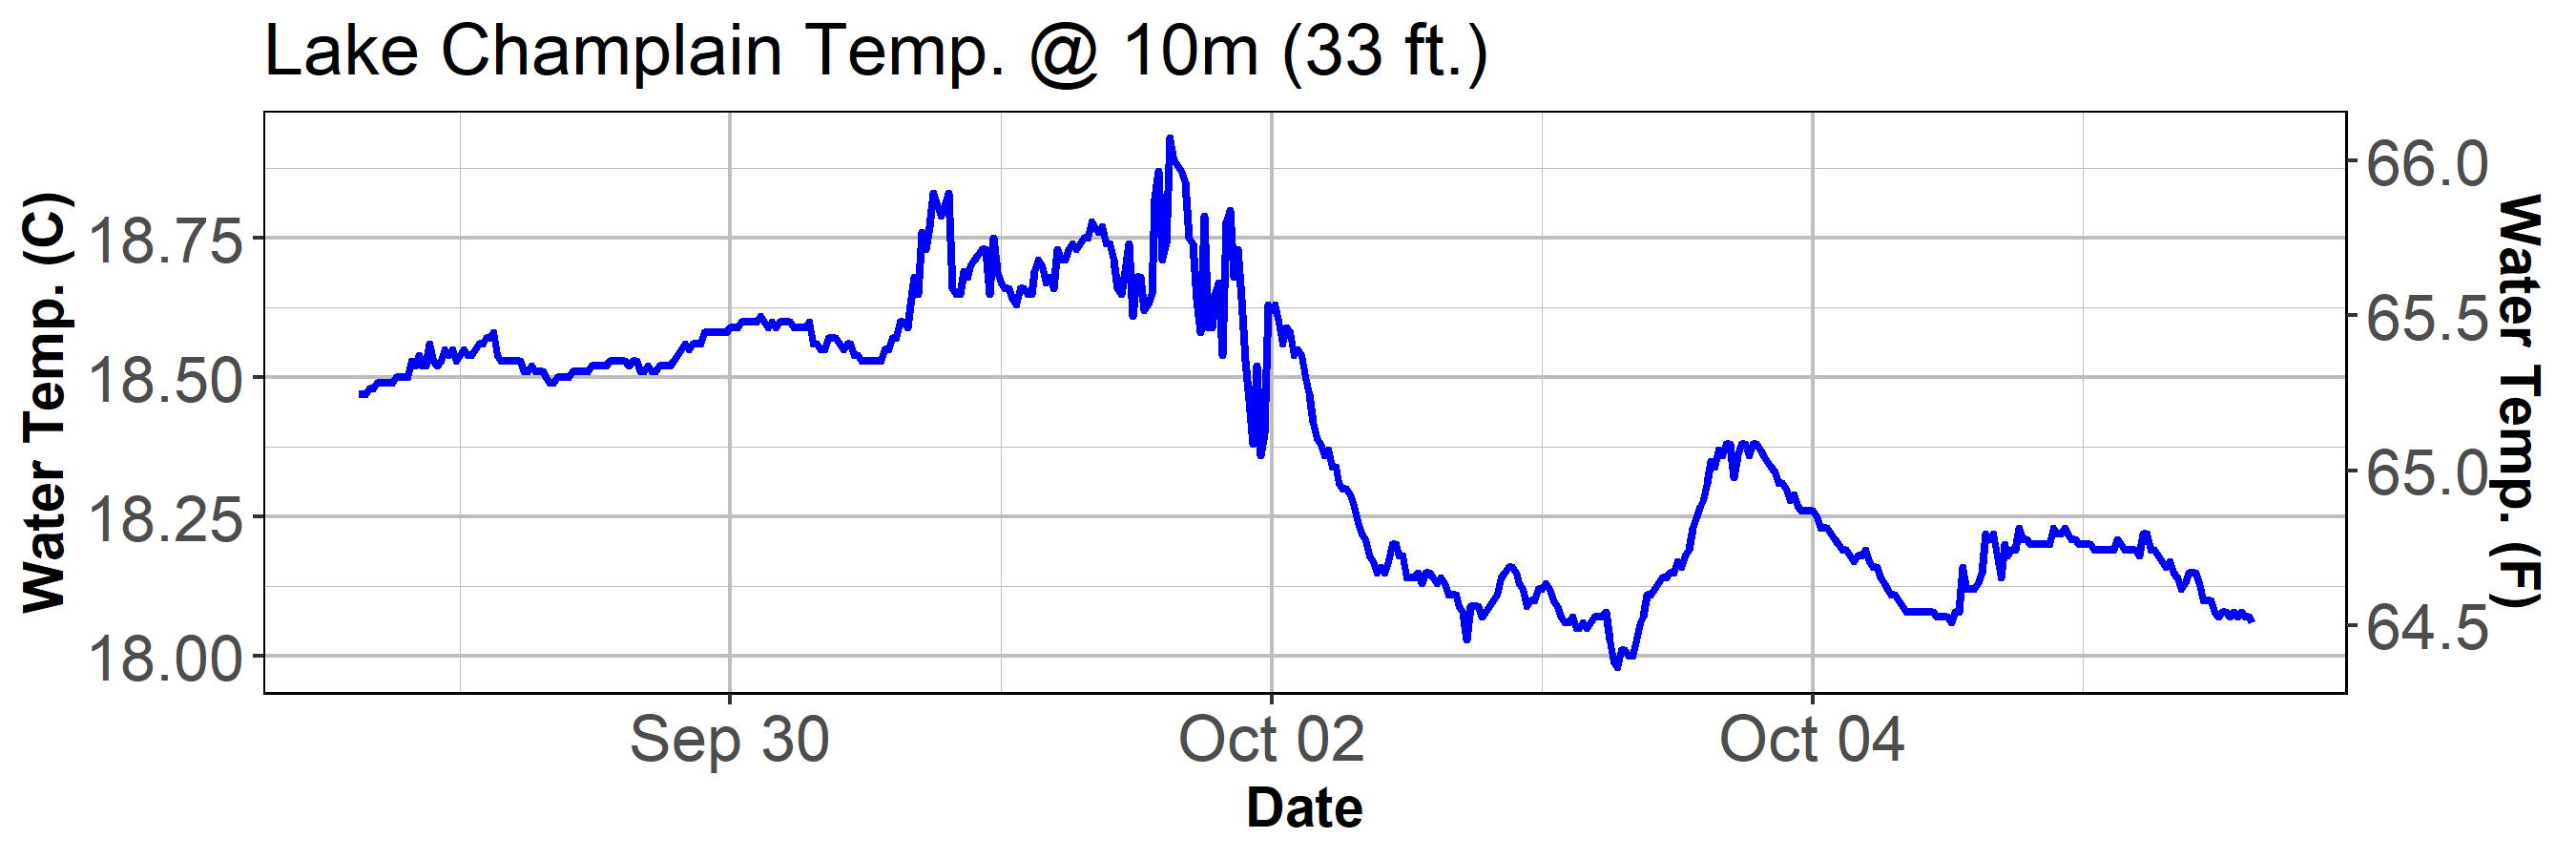 Lake Champlain Temp. @ 10m (33 ft.)
Water Temp. (C)
18.75
18.50
18.25
18.00
66.0
65.5
65.0
64.5
Water Temp. (F)
Sep 30
Oct 02
Oct 04
Date